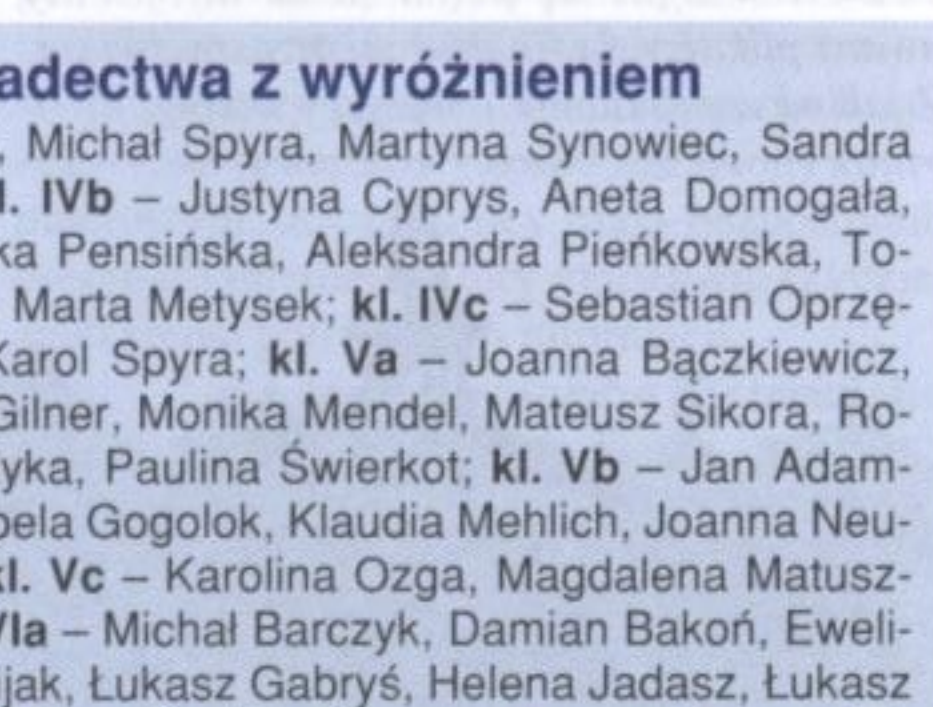 adectwa z wyróżnieniem
, Michał Spyra, Martyna Synowiec, Sandra
l. IVb – Justyna Cyprys, Aneta Domogała,
ka Pensińska, Aleksandra Pieńkowska, To-
Marta Metysek; kl. IVc – Sebastian Oprzę-
Karol Spyra; kl. Va – Joanna Bączkiewicz,
Gilner, Monika Mendel, Mateusz Sikora, Ro-
yka, Paulina Świerkot; kl. Vb – Jan Adam-
bela Gogolok, Klaudia Mehlich, Joanna Neu-
kl. Vc – Karolina Ozga, Magdalena Matusz-
VIa – Michał Barczyk, Damian Bakoń, Eweli-
jak, Łukasz Gabryś, Helena Jadasz, Łukasz